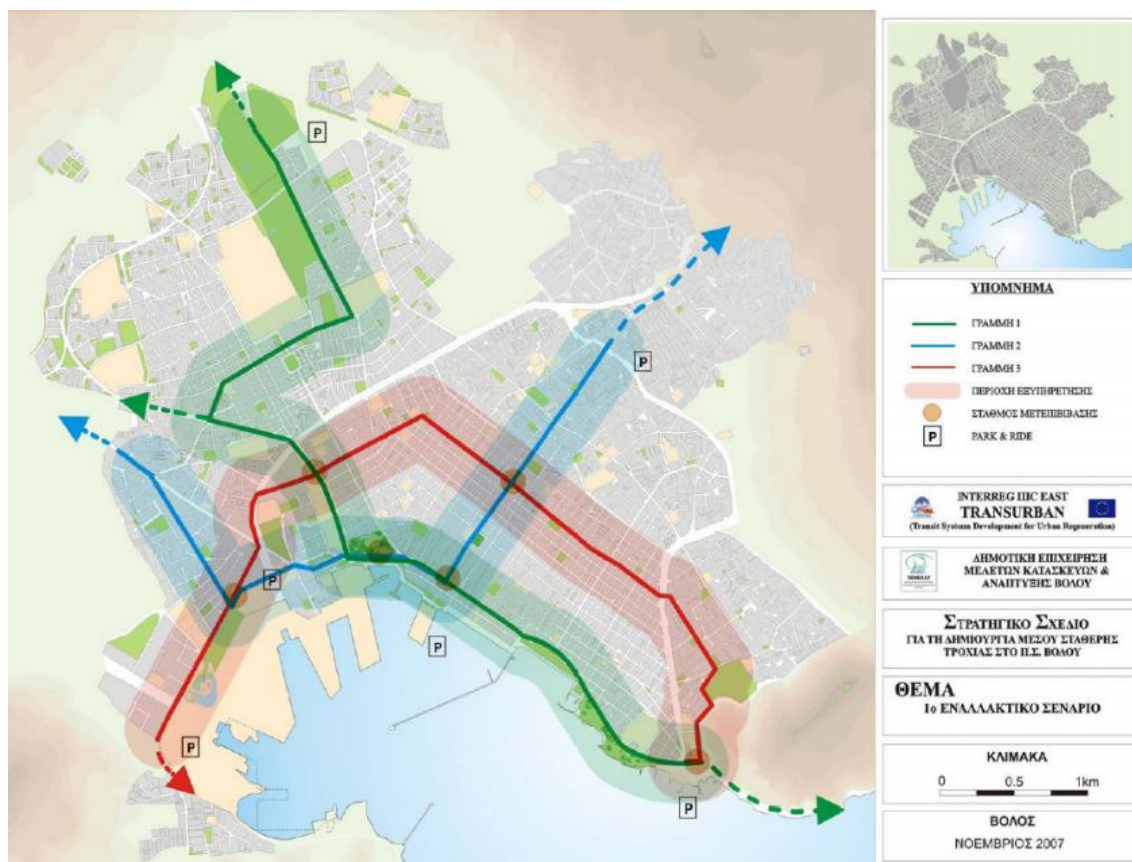 P
P
P
P
P
P
ΥΠΟΜΝΗΜΑ
ΓΡΑΜΜΗ 1
ΓΡΑΜΜΗ 2
ΓΡΑΜΜΗ 3
ΠΕΡΙΟΧΗ ΕΞΥΠΗΡΕΤΗΣΗΣ
ΣΤΑΘΜΟΣ ΜΕΤΕΠΙΒΙΒΑΣΗΣ
P PARK & RIDE
INTERREG IIIC EAST
TRANSURBAN
(Transit Systems Development for Urban Regeneration)
ΔΗΜΟΤΙΚΗ ΕΠΙΧΕΙΡΗΣΗ
ΜΕΛΕΤΩΝ ΚΑΤΑΣΚΕΥΩΝ &
ΑΝΑΠΤΥΞΗΣ ΒΟΛΟΥ
ΣΤΡΑΤΗΓΙΚΟ ΣΧΕΔΙΟ
ΓΙΑ ΤΗ ΔΗΜΙΟΥΡΓΙΑ ΜΕΣΟΥ ΣΤΑΘΕΡΗΣ
ΤΡΟΧΙΑΣ ΣΤΟ Π.Σ. ΒΟΛΟΥ
ΘΕΜΑ
1ο ΕΝΑΛΛΑΚΤΙΚΟ ΣΕΝΑΡΙΟ
ΚΛΙΜΑΚΑ
0 0.5 1km
ΒΟΛΟΣ
ΝΟΕΜΒΡΙΟΣ 2007